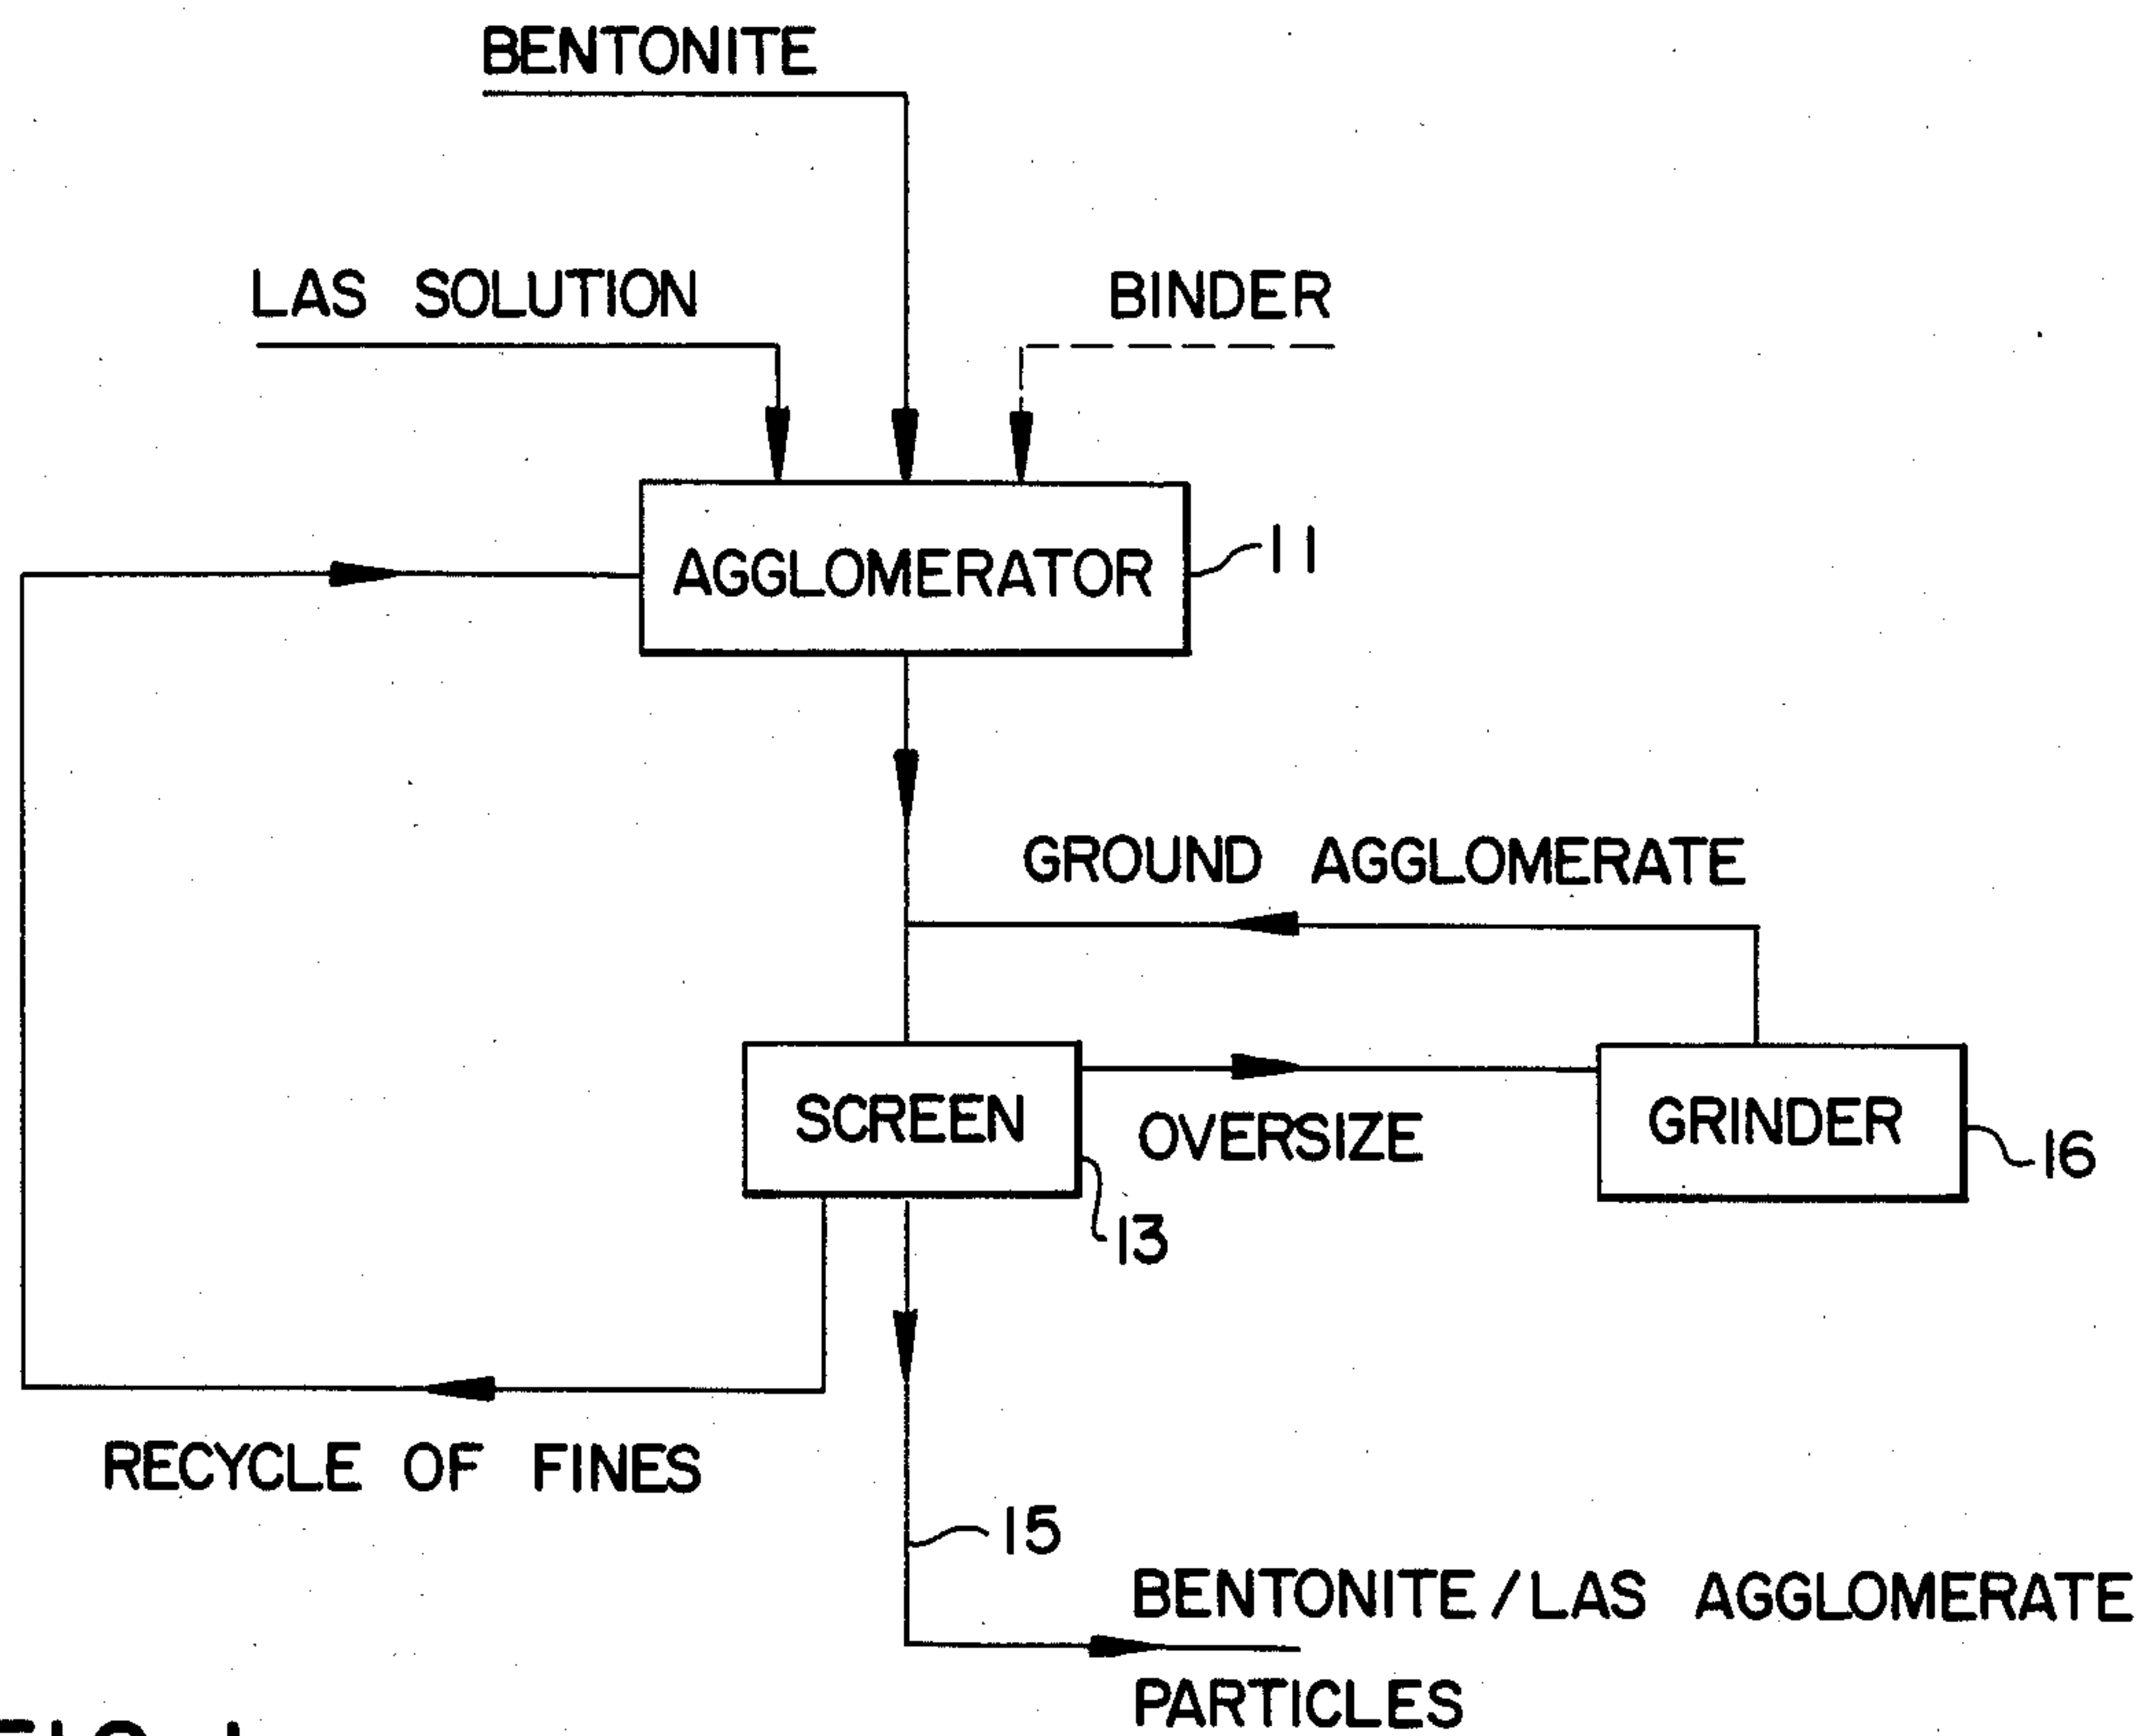 BENTONITE
LAS SOLUTION
BINDER
AGGLOMERATOR
11
GROUND AGGLOMERATE
SCREEN
OVERSIZE
GRINDER
16
13
RECYCLE OF FINES
15
BENTONITE/LAS AGGLOMERATE
PARTICLES